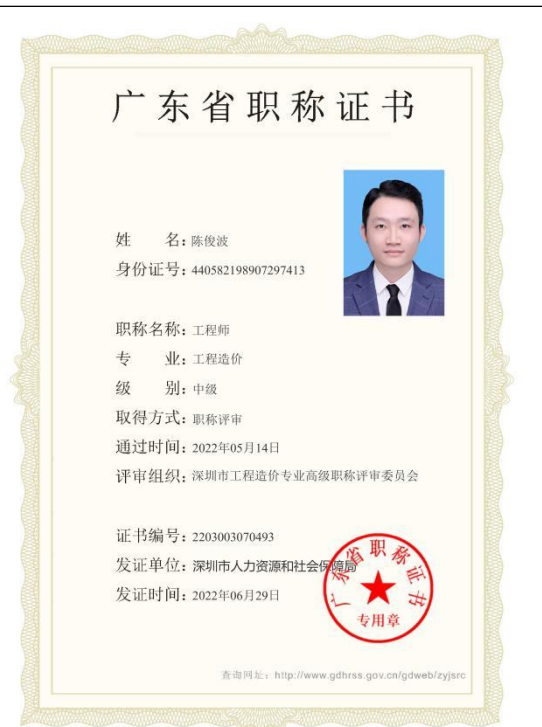 广东省职称证书
姓 名：陈俊波
身份证号：440582198907297413
职称名称：工程师
专 业：工程造价
级 别：中级
取得方式：职称评审
通过时间：2022年05月14日
评审组织：深圳市工程造价专业高级职称评审委员会
证书编号：2203003070493
发证单位：深圳市人力资源和社会保障局
发证时间：2022年06月29日
广东省职称证书
专用章
查询网址：http://www.gdhrss.gov.cn/gdweb/zyjsrc